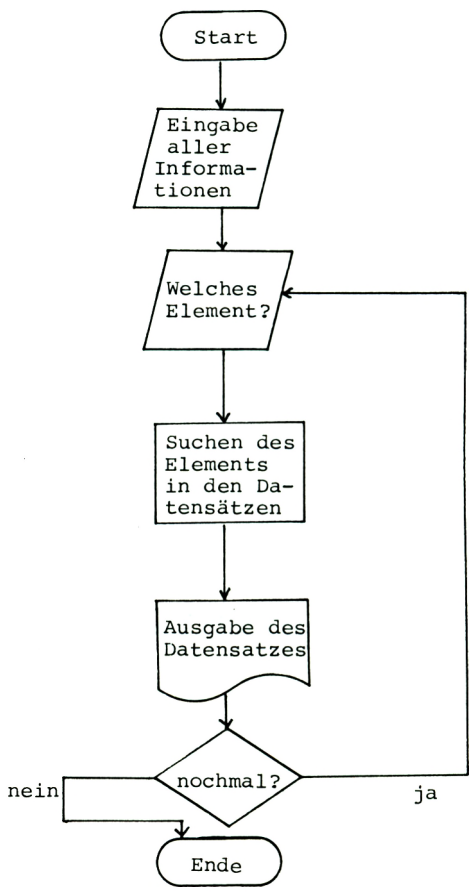 Start
Eingabe
aller
Informa-
tionen
Welches
Element?
Suchen des
Elements
in den Da-
tensätzen
Ausgabe des
Datensatzes
nochmal?
nein
ja
Ende